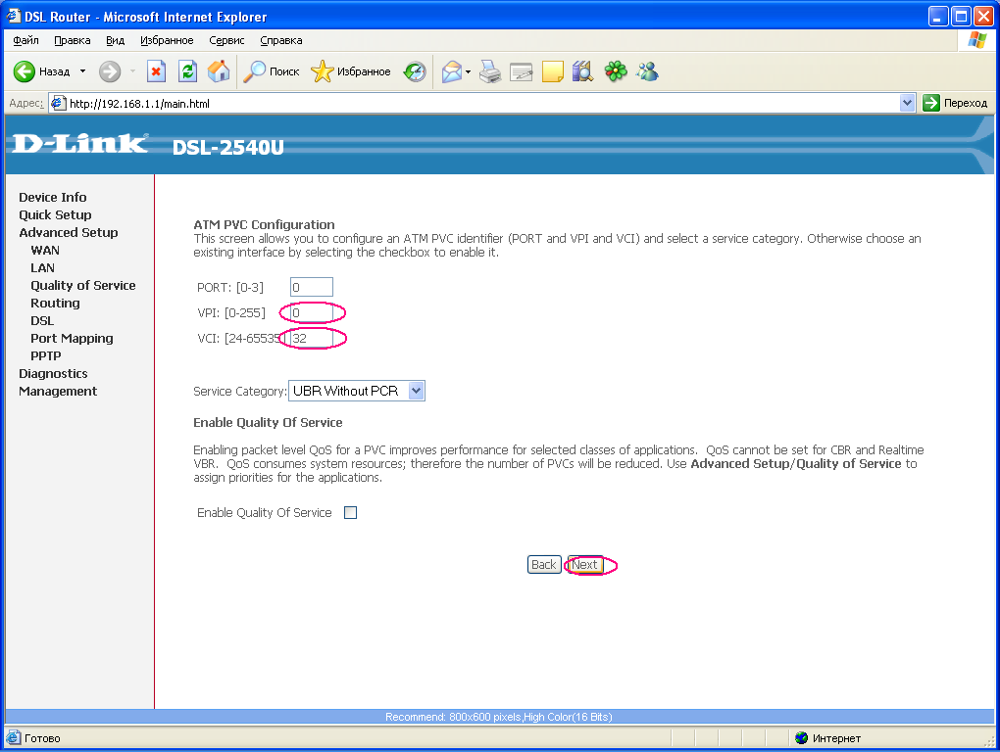 DSL Router - Microsoft Internet Explorer
Файл Правка Вид Избранное Сервис Справка
Назад Поиск Избранное
Адрес: http://192.168.1.1/main.html Переход
D-Link DSL-2540U
Device Info
Quick Setup
Advanced Setup
WAN
LAN
Quality of Service
Routing
DSL
Port Mapping
PPTP
Diagnostics
Management
ATM PVC Configuration
This screen allows you to configure an ATM PVC identifier (PORT and VPI and VCI) and select a service category. Otherwise choose an
existing interface by selecting the checkbox to enable it.
PORT: [0-3] 0
VPI: [0-255] 0
VCI: [24-65535] 32
Service Category: UBR Without PCR
Enable Quality Of Service
Enabling packet level QoS for a PVC improves performance for selected classes of applications.  QoS cannot be set for CBR and Realtime
VBR.  QoS consumes system resources; therefore the number of PVCs will be reduced. Use Advanced Setup/Quality of Service to
assign priorities for the applications.
Enable Quality Of Service
Back Next
Recommend: 800x600 pixels,High Color(16 Bits)
Готово Интернет